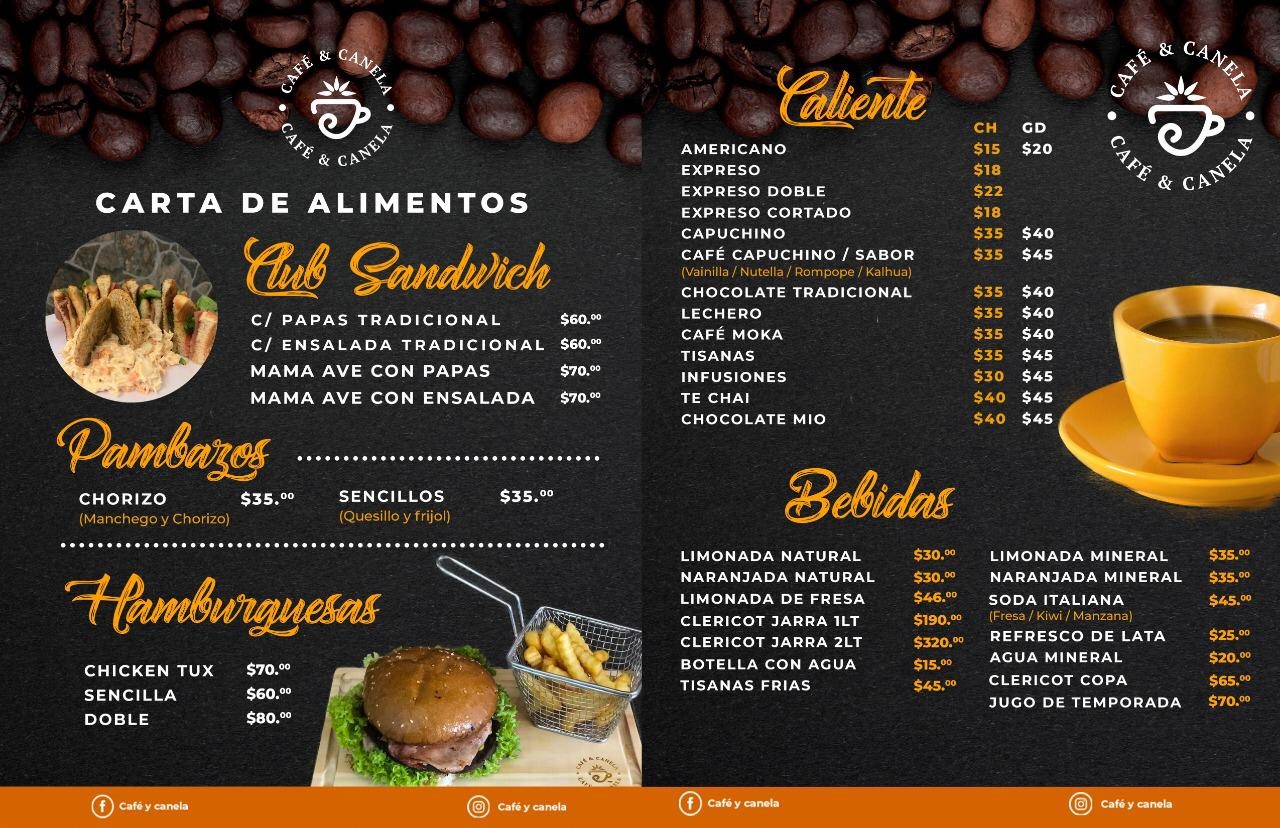 CAFÉ & CANELA
CAFÉ & CANELA
CARTA DE ALIMENTOS
Club Sandwich
C/ PAPAS TRADICIONAL $60.00
C/ ENSALADA TRADICIONAL $60.00
MAMA AVE CON PAPAS $70.00
MAMA AVE CON ENSALADA $70.00
Pambazos
CHORIZO $35.00 SENCILLOS $35.00
(Manchego y Chorizo) (Quesillo y frijol)
Hamburguesas
CHICKEN TUX $70.00
SENCILLA $60.00
DOBLE $80.00
CAFÉ & CANELA
CAFÉ & CANELA
Café y canela Café y canela
CAFÉ & CANELA
CAFÉ & CANELA
Caliente
CH GD
AMERICANO $15 $20
EXPRESO $18
EXPRESO DOBLE $22
EXPRESO CORTADO $18
CAPUCHINO $35 $40
CAFÉ CAPUCHINO / SABOR $35 $45
(Vainilla / Nutella / Rompope / Kalhua)
CHOCOLATE TRADICIONAL $35 $40
LECHERO $35 $40
CAFÉ MOKA $35 $40
TISANAS $35 $45
INFUSIONES $30 $45
TE CHAI $40 $45
CHOCOLATE MIO $40 $45
Bebidas
LIMONADA NATURAL $30.00 LIMONADA MINERAL $35.00
NARANJADA NATURAL $30.00 NARANJADA MINERAL $35.00
LIMONADA DE FRESA $46.00 SODA ITALIANA $45.00
(Fresa / Kiwi / Manzana)
CLERICOT JARRA 1LT $190.00 REFRESCO DE LATA $25.00
CLERICOT JARRA 2LT $320.00 AGUA MINERAL $20.00
BOTELLA CON AGUA $15.00 CLERICOT COPA $65.00
TISANAS FRIAS $45.00 JUGO DE TEMPORADA $70.00
Café y canela Café y canela